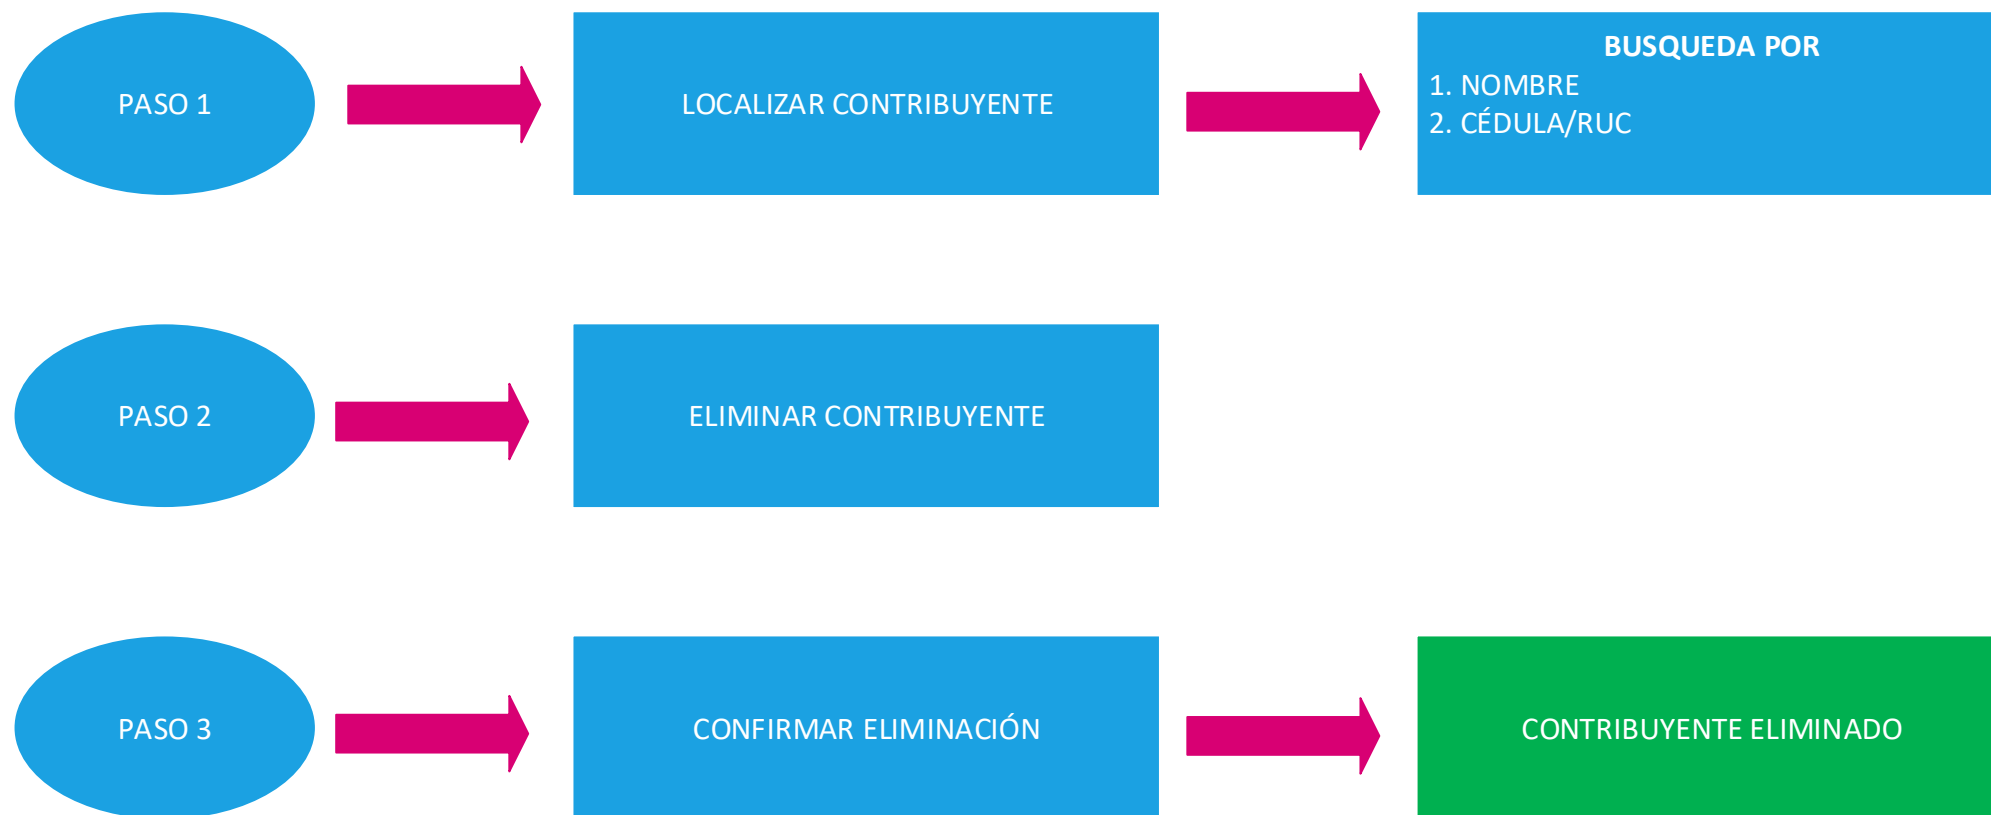 PASO 1
LOCALIZAR CONTRIBUYENTE
BUSQUEDA POR
1. NOMBRE
2. CÉDULA/RUC
PASO 2
ELIMINAR CONTRIBUYENTE
PASO 3
CONFIRMAR ELIMINACIÓN
CONTRIBUYENTE ELIMINADO